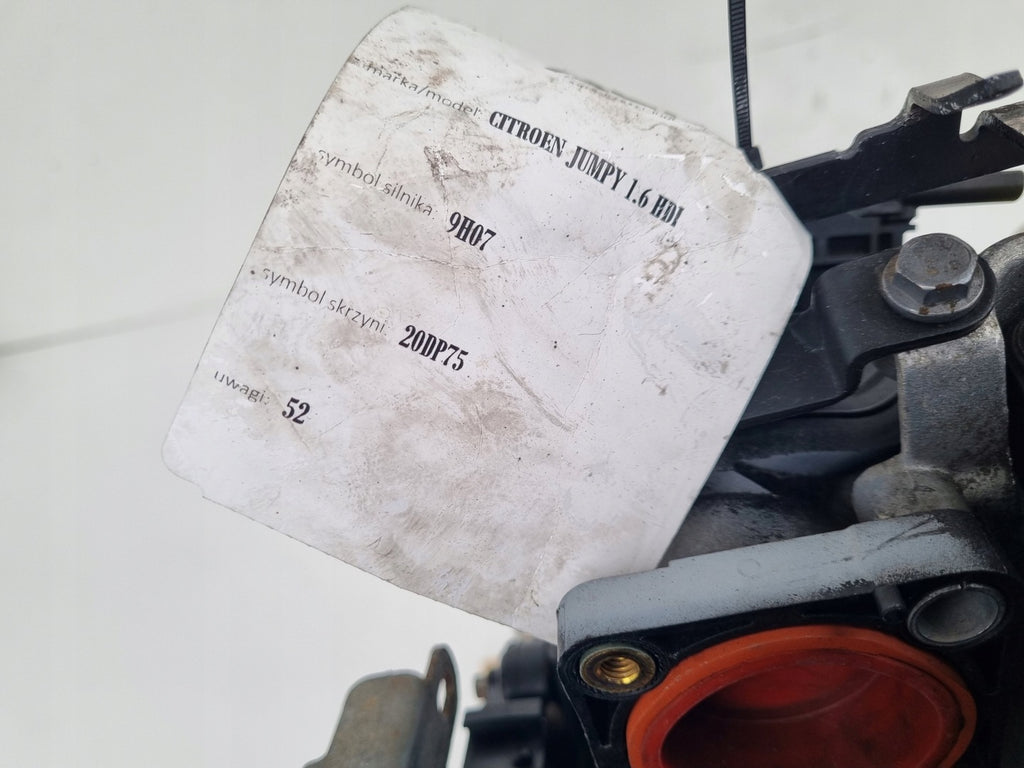 marka/model: CITROEN JUMPY 1.6 HDI
symbol silnika: 9H07
symbol skrzyni: 20DP75
uwagi: 52